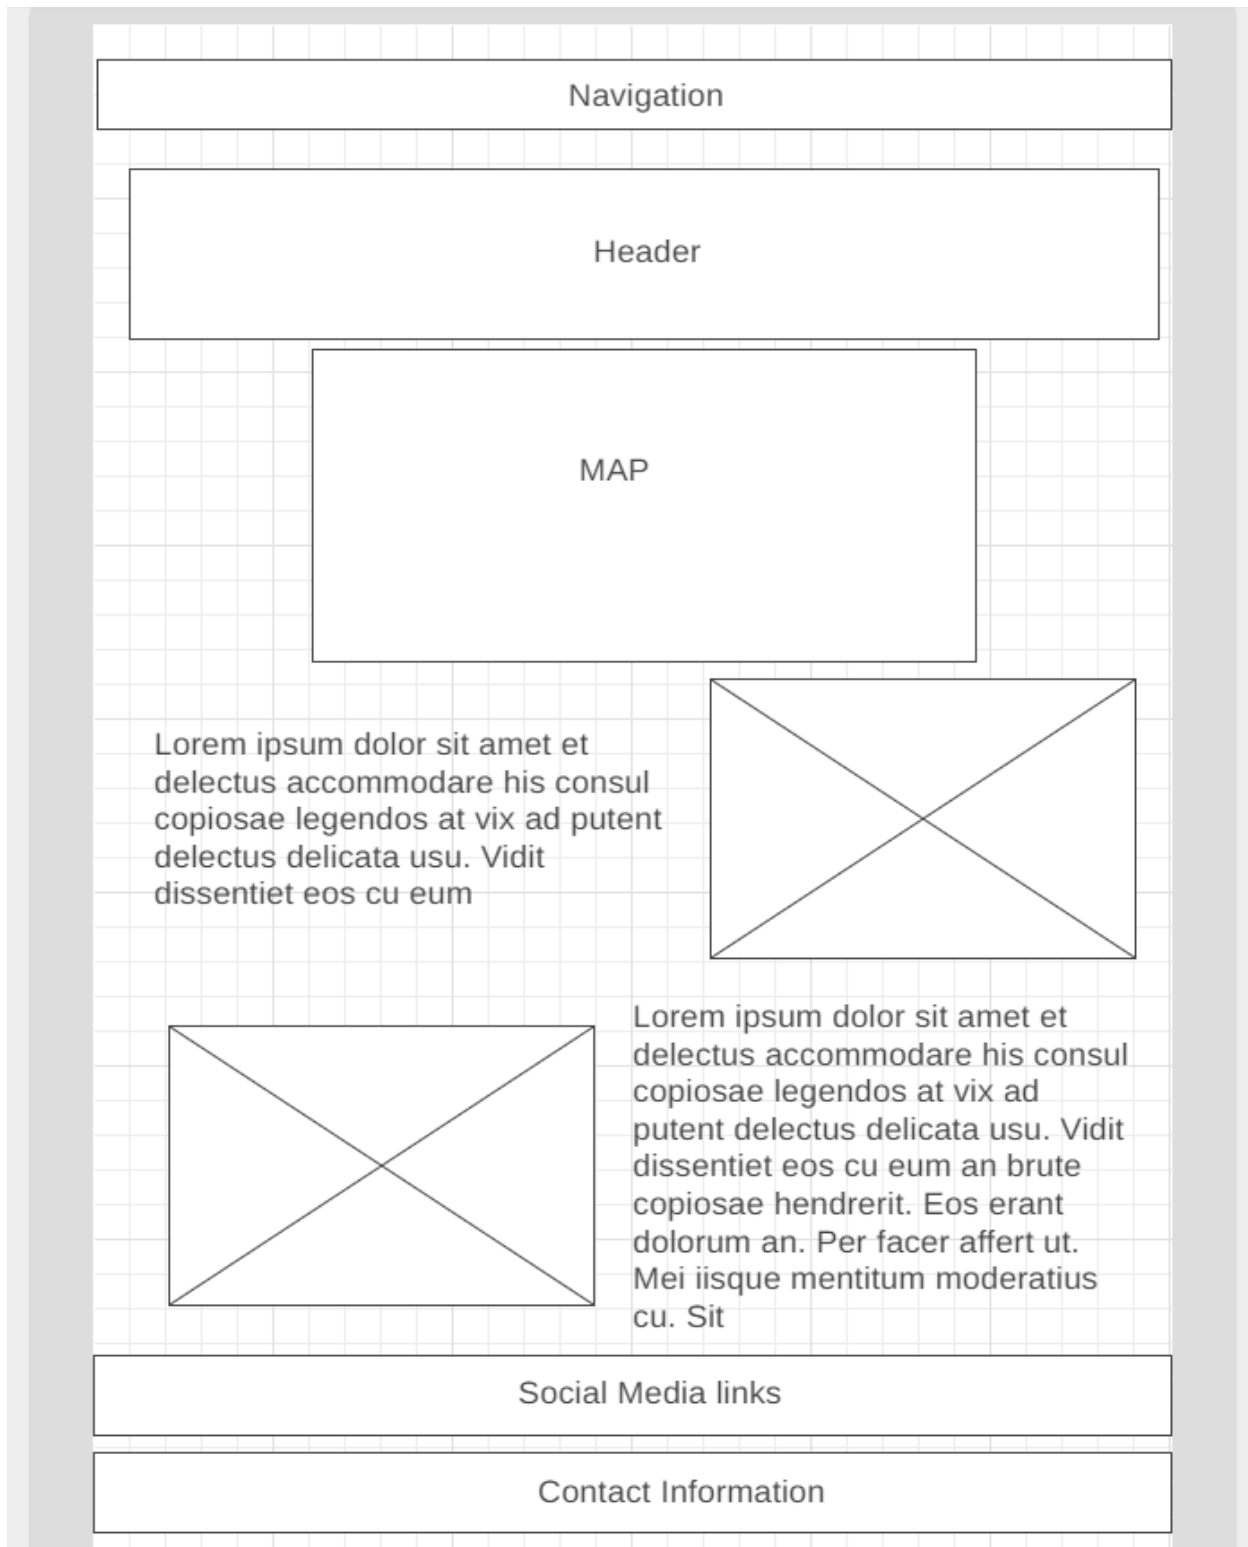 Navigation
Header
MAP
Lorem ipsum dolor sit amet et
delectus accommodare his consul
copiosae legendos at vix ad putent
delectus delicata usu. Vidit
dissentiet eos cu eum
Lorem ipsum dolor sit amet et
delectus accommodare his consul
copiosae legendos at vix ad
putent delectus delicata usu. Vidit
dissentiet eos cu eum an brute
copiosae hendrerit. Eos erant
dolorum an. Per facer affert ut.
Mei iisque mentitum moderatius
cu. Sit
Social Media links
Contact Information